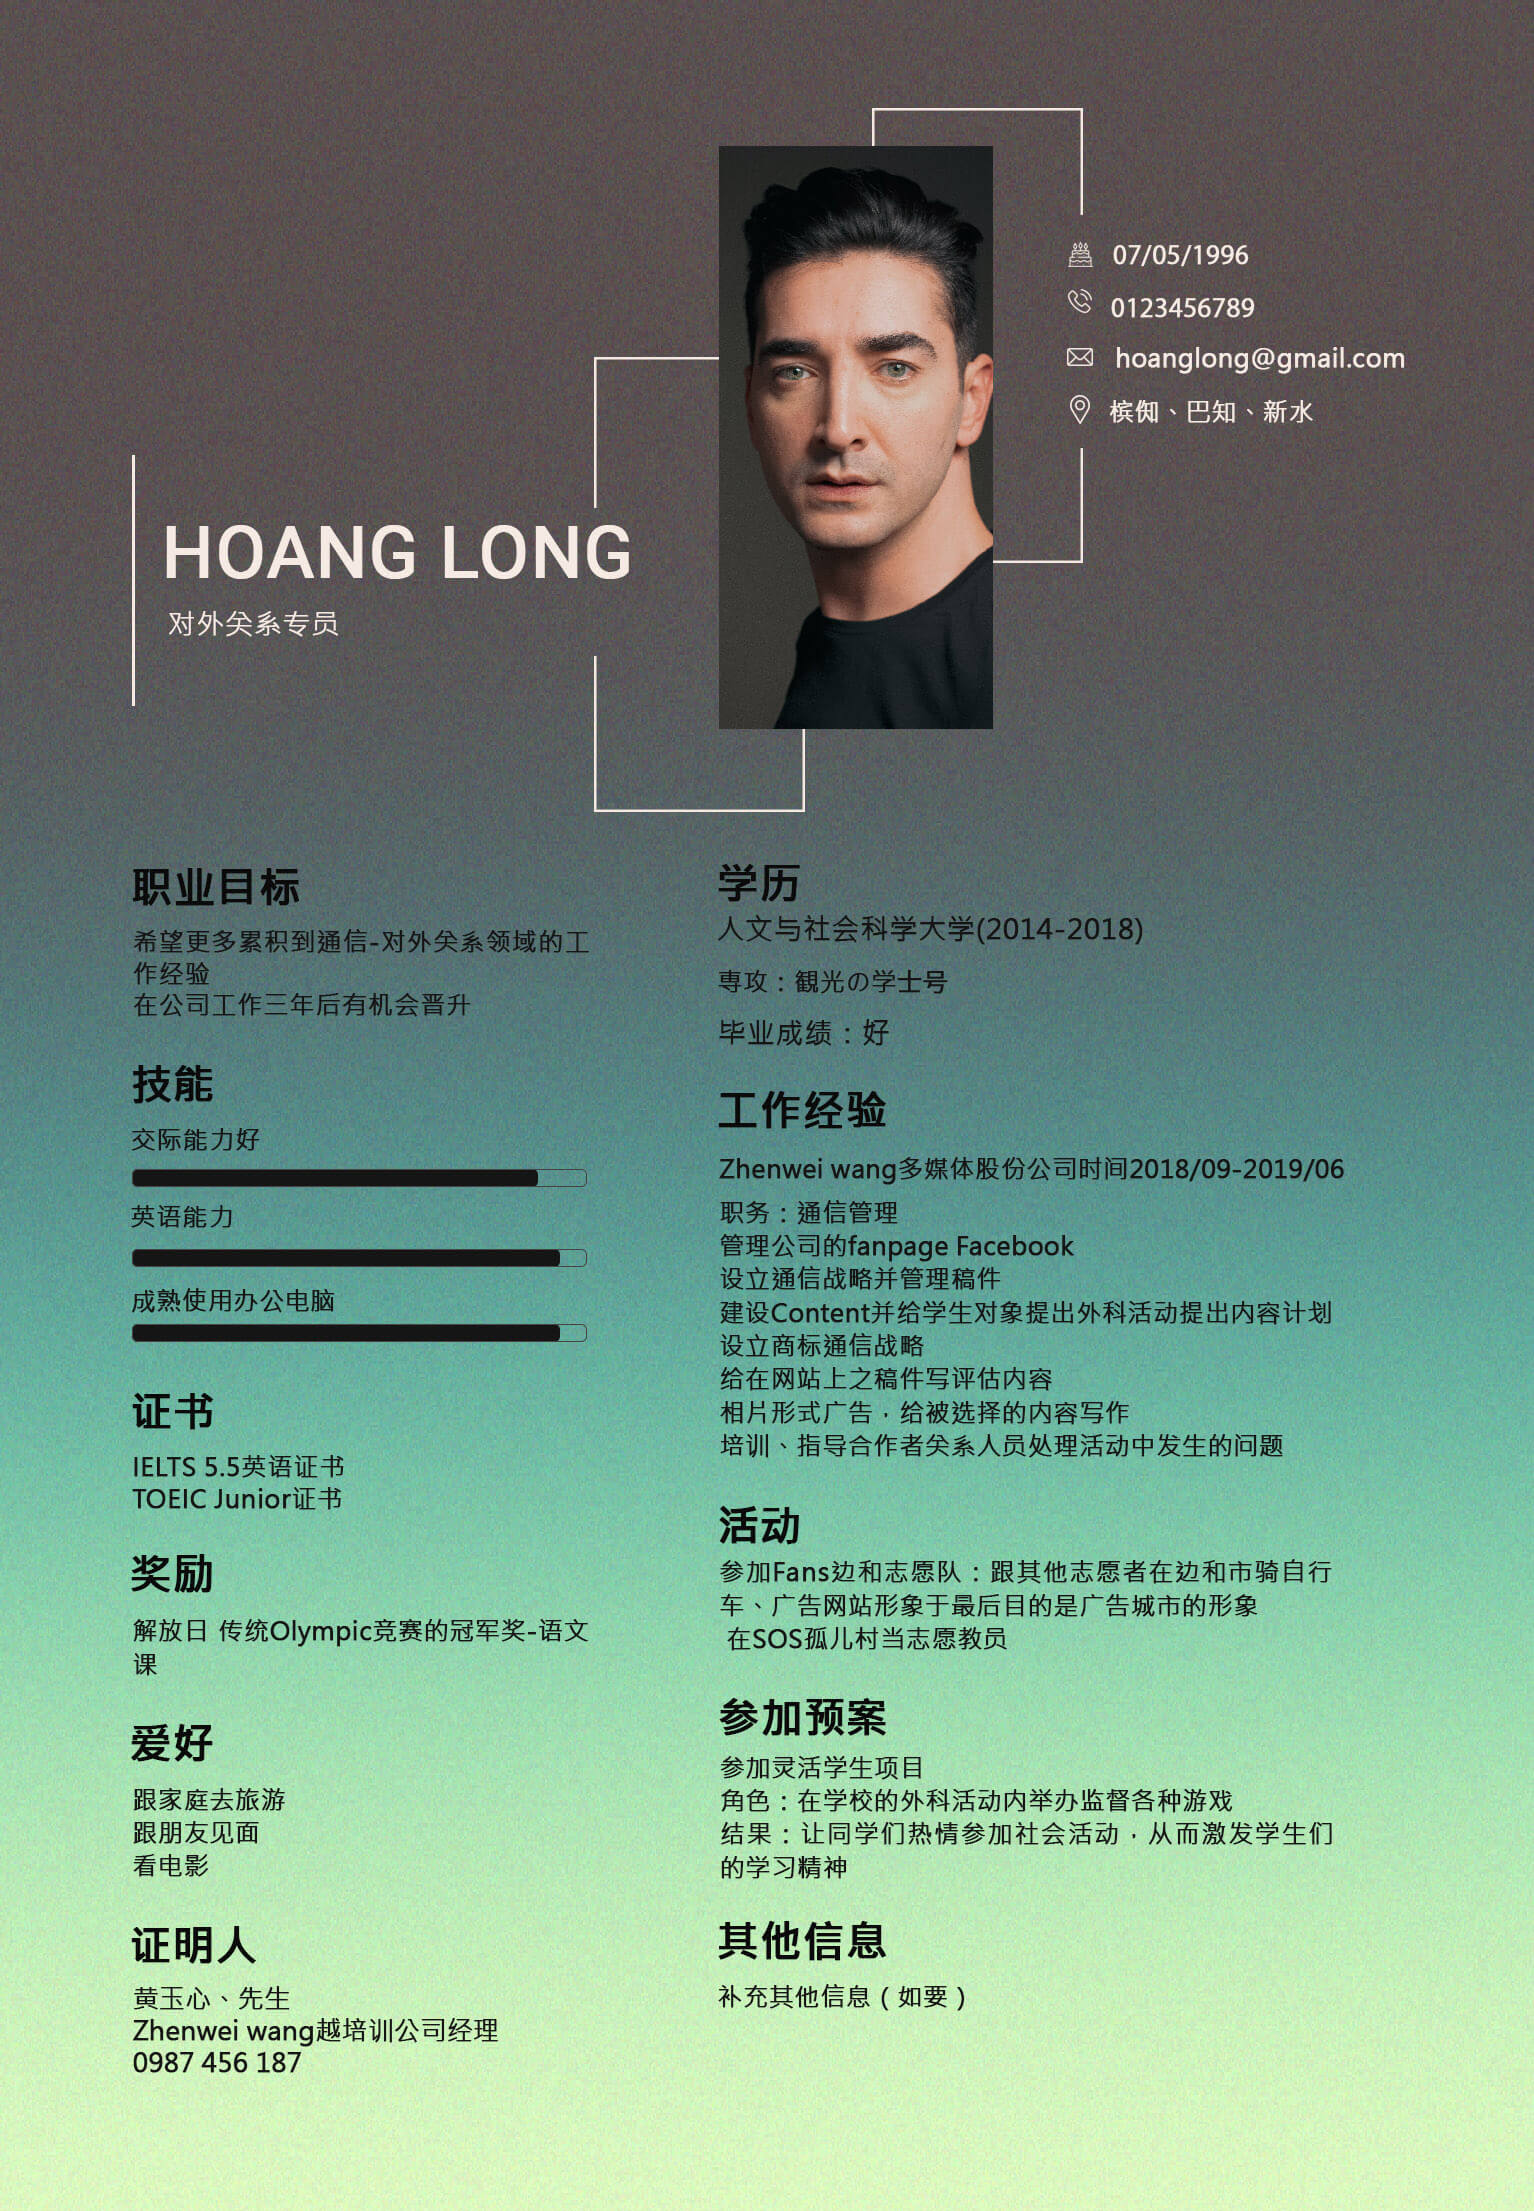 07/05/1996
0123456789
hoanglong@gmail.com
槟㑰、巴知、新水
HOANG LONG
对外关系专员
职业目标
希望更多累积到通信-对外关系领域的工
作经验
在公司工作三年后有机会晋升
技能
交际能力好
英语能力
成熟使用办公电脑
证书
IELTS 5.5英语证书
TOEIC Junior证书
奖励
解放日 传统Olympic竞赛的冠军奖-语文
课
爱好
跟家庭去旅游
跟朋友见面
看电影
证明人
黄玉心、先生
Zhenwei wang越培训公司经理
0987 456 187
学历
人文与社会科学大学(2014-2018)
専攻：観光の学士号
毕业成绩：好
工作经验
Zhenwei wang多媒体股份公司时间2018/09-2019/06
职务：通信管理
管理公司的fanpage Facebook
设立通信战略并管理稿件
建设Content并给学生对象提出外科活动提出内容计划
设立商标通信战略
给在网站上之稿件写评估内容
相片形式广告，给被选择的内容写作
培训、指导合作者关系人员处理活动中发生的问题
活动
参加Fans边和志愿队：跟其他志愿者在边和市骑自行
车、广告网站形象于最后目的是广告城市的形象
在SOS孤儿村当志愿教员
参加预案
参加灵活学生项目
角色：在学校的外科活动内举办监督各种游戏
结果：让同学们热情参加社会活动，从而激发学生们
的学习精神
其他信息
补充其他信息（如要）